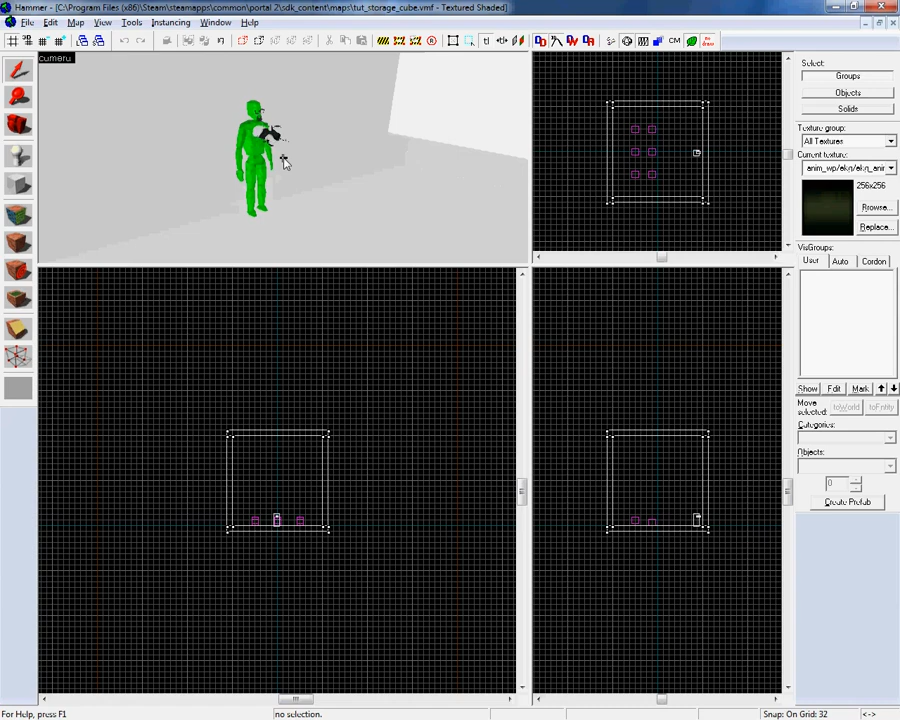 Hammer - [C:\Program Files (x86)\Steam\steamapps\common\portal 2\sdk_content\maps\tut_storage_cube.vmf - Textured Shaded]
File Edit Map View Tools Instancing Window Help
camera
Select:
Groups
Objects
Solids
Texture group:
All Textures
Current texture:
256x256
Browse...
Replace...
VisGroups:
User Auto Cordon
Show Edit Mark
Move selected:
toWorld toEntity
Categories:
Objects:
0
Create Prefab
For Help, press F1
no selection.
Snap: On Grid: 32
<->